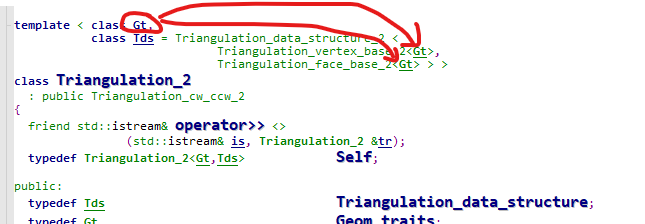 template < class Gt,
class Tds = Triangulation_data_structure_2 <
Triangulation_vertex_base_2<Gt>,
Triangulation_face_base_2<Gt> > >
class Triangulation_2
: public Triangulation_cw_ccw_2
{
friend std::istream& operator>> <>
(std::istream& is, Triangulation_2 &tr);
typedef Triangulation_2<Gt,Tds> Self;
public:
typedef Tds Triangulation_data_structure;
typedef Gt Geom_traits;